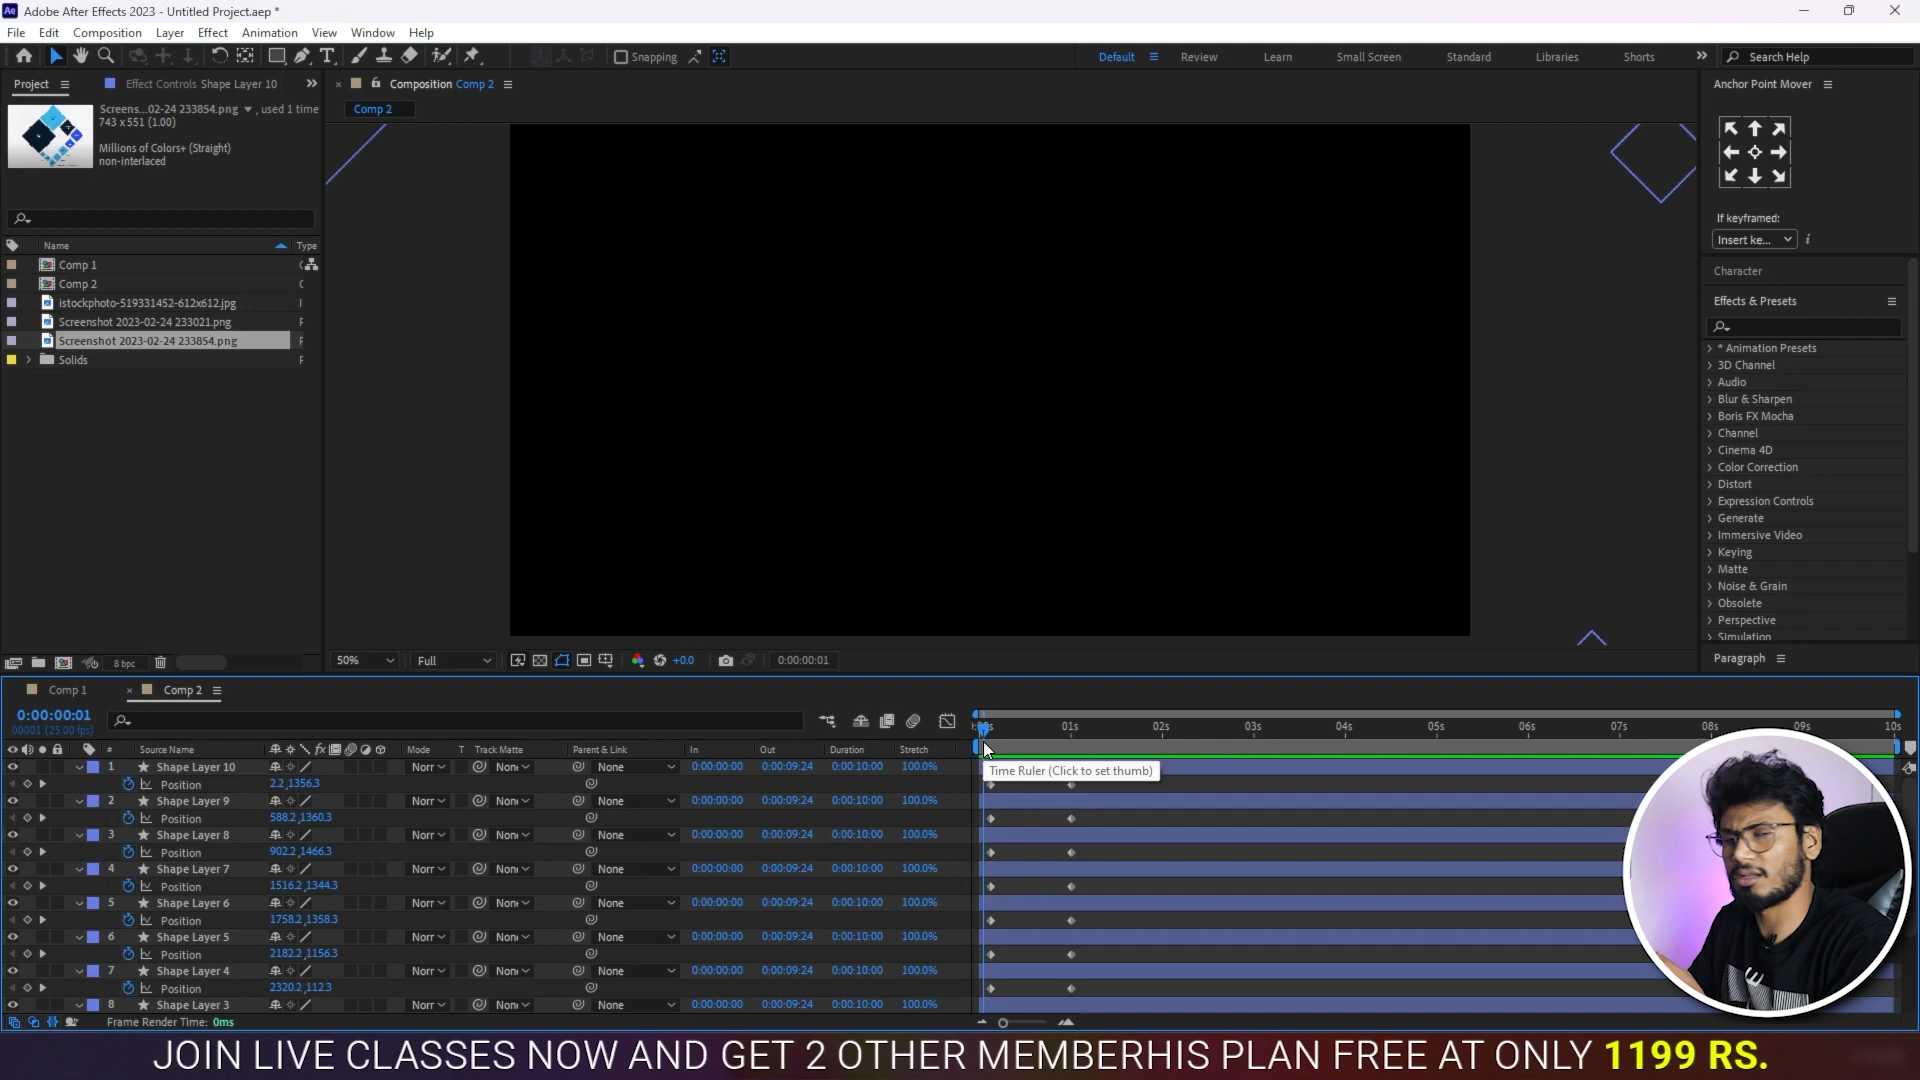 Adobe After Effects 2023 - Untitled Project.aep *
File Edit Composition Layer Effect Animation View Window Help
Snapping
Default Review Learn Small Screen Standard Libraries Shorts Search Help
Project Effect Controls Shape Layer 10
Composition Comp 2
Anchor Point Mover
Screens...02-24 233854.png , used 1 time
743 x 551 (1.00)
Millions of Colors+ (Straight)
non-interlaced
Comp 2
If keyframed:
Insert ke...
Character
Effects & Presets
Name Type
Comp 1
Comp 2
istockphoto-519331452-612x612.jpg
Screenshot 2023-02-24 233021.png
Screenshot 2023-02-24 233854.png
Solids
* Animation Presets
3D Channel
Audio
Blur & Sharpen
Boris FX Mocha
Channel
Cinema 4D
Color Correction
Distort
Expression Controls
Generate
Immersive Video
Keying
Matte
Noise & Grain
Obsolete
Perspective
Simulation
Paragraph
8 bpc
50% Full +0.0 0:00:00:01
Comp 1 Comp 2
0:00:00:01
00001 (25.00 fps)
01s 02s 03s 04s 05s 06s 07s 08s 09s 10s
# Source Name Mode T Track Matte Parent & Link In Out Duration Stretch
Time Ruler (Click to set thumb)
1 Shape Layer 10 Norr Non None 0:00:00:00 0:00:09:24 0:00:10:00 100.0%
Position 2.2,1356.3
2 Shape Layer 9 Norr Non None 0:00:00:00 0:00:09:24 0:00:10:00 100.0%
Position 588.2,1360.3
3 Shape Layer 8 Norr Non None 0:00:00:00 0:00:09:24 0:00:10:00 100.0%
Position 902.2,1466.3
4 Shape Layer 7 Norr Non None 0:00:00:00 0:00:09:24 0:00:10:00 100.0%
Position 1516.2,1344.3
5 Shape Layer 6 Norr Non None 0:00:00:00 0:00:09:24 0:00:10:00 100.0%
Position 1758.2,1358.3
6 Shape Layer 5 Norr Non None 0:00:00:00 0:00:09:24 0:00:10:00 100.0%
Position 2182.2,1156.3
7 Shape Layer 4 Norr Non None 0:00:00:00 0:00:09:24 0:00:10:00 100.0%
Position 2320.2,112.3
8 Shape Layer 3 Norr Non None 0:00:00:00 0:00:09:24 0:00:10:00 100.0%
Frame Render Time: 0ms
JOIN LIVE CLASSES NOW AND GET 2 OTHER MEMBERHIS PLAN FREE AT ONLY 1199 RS.